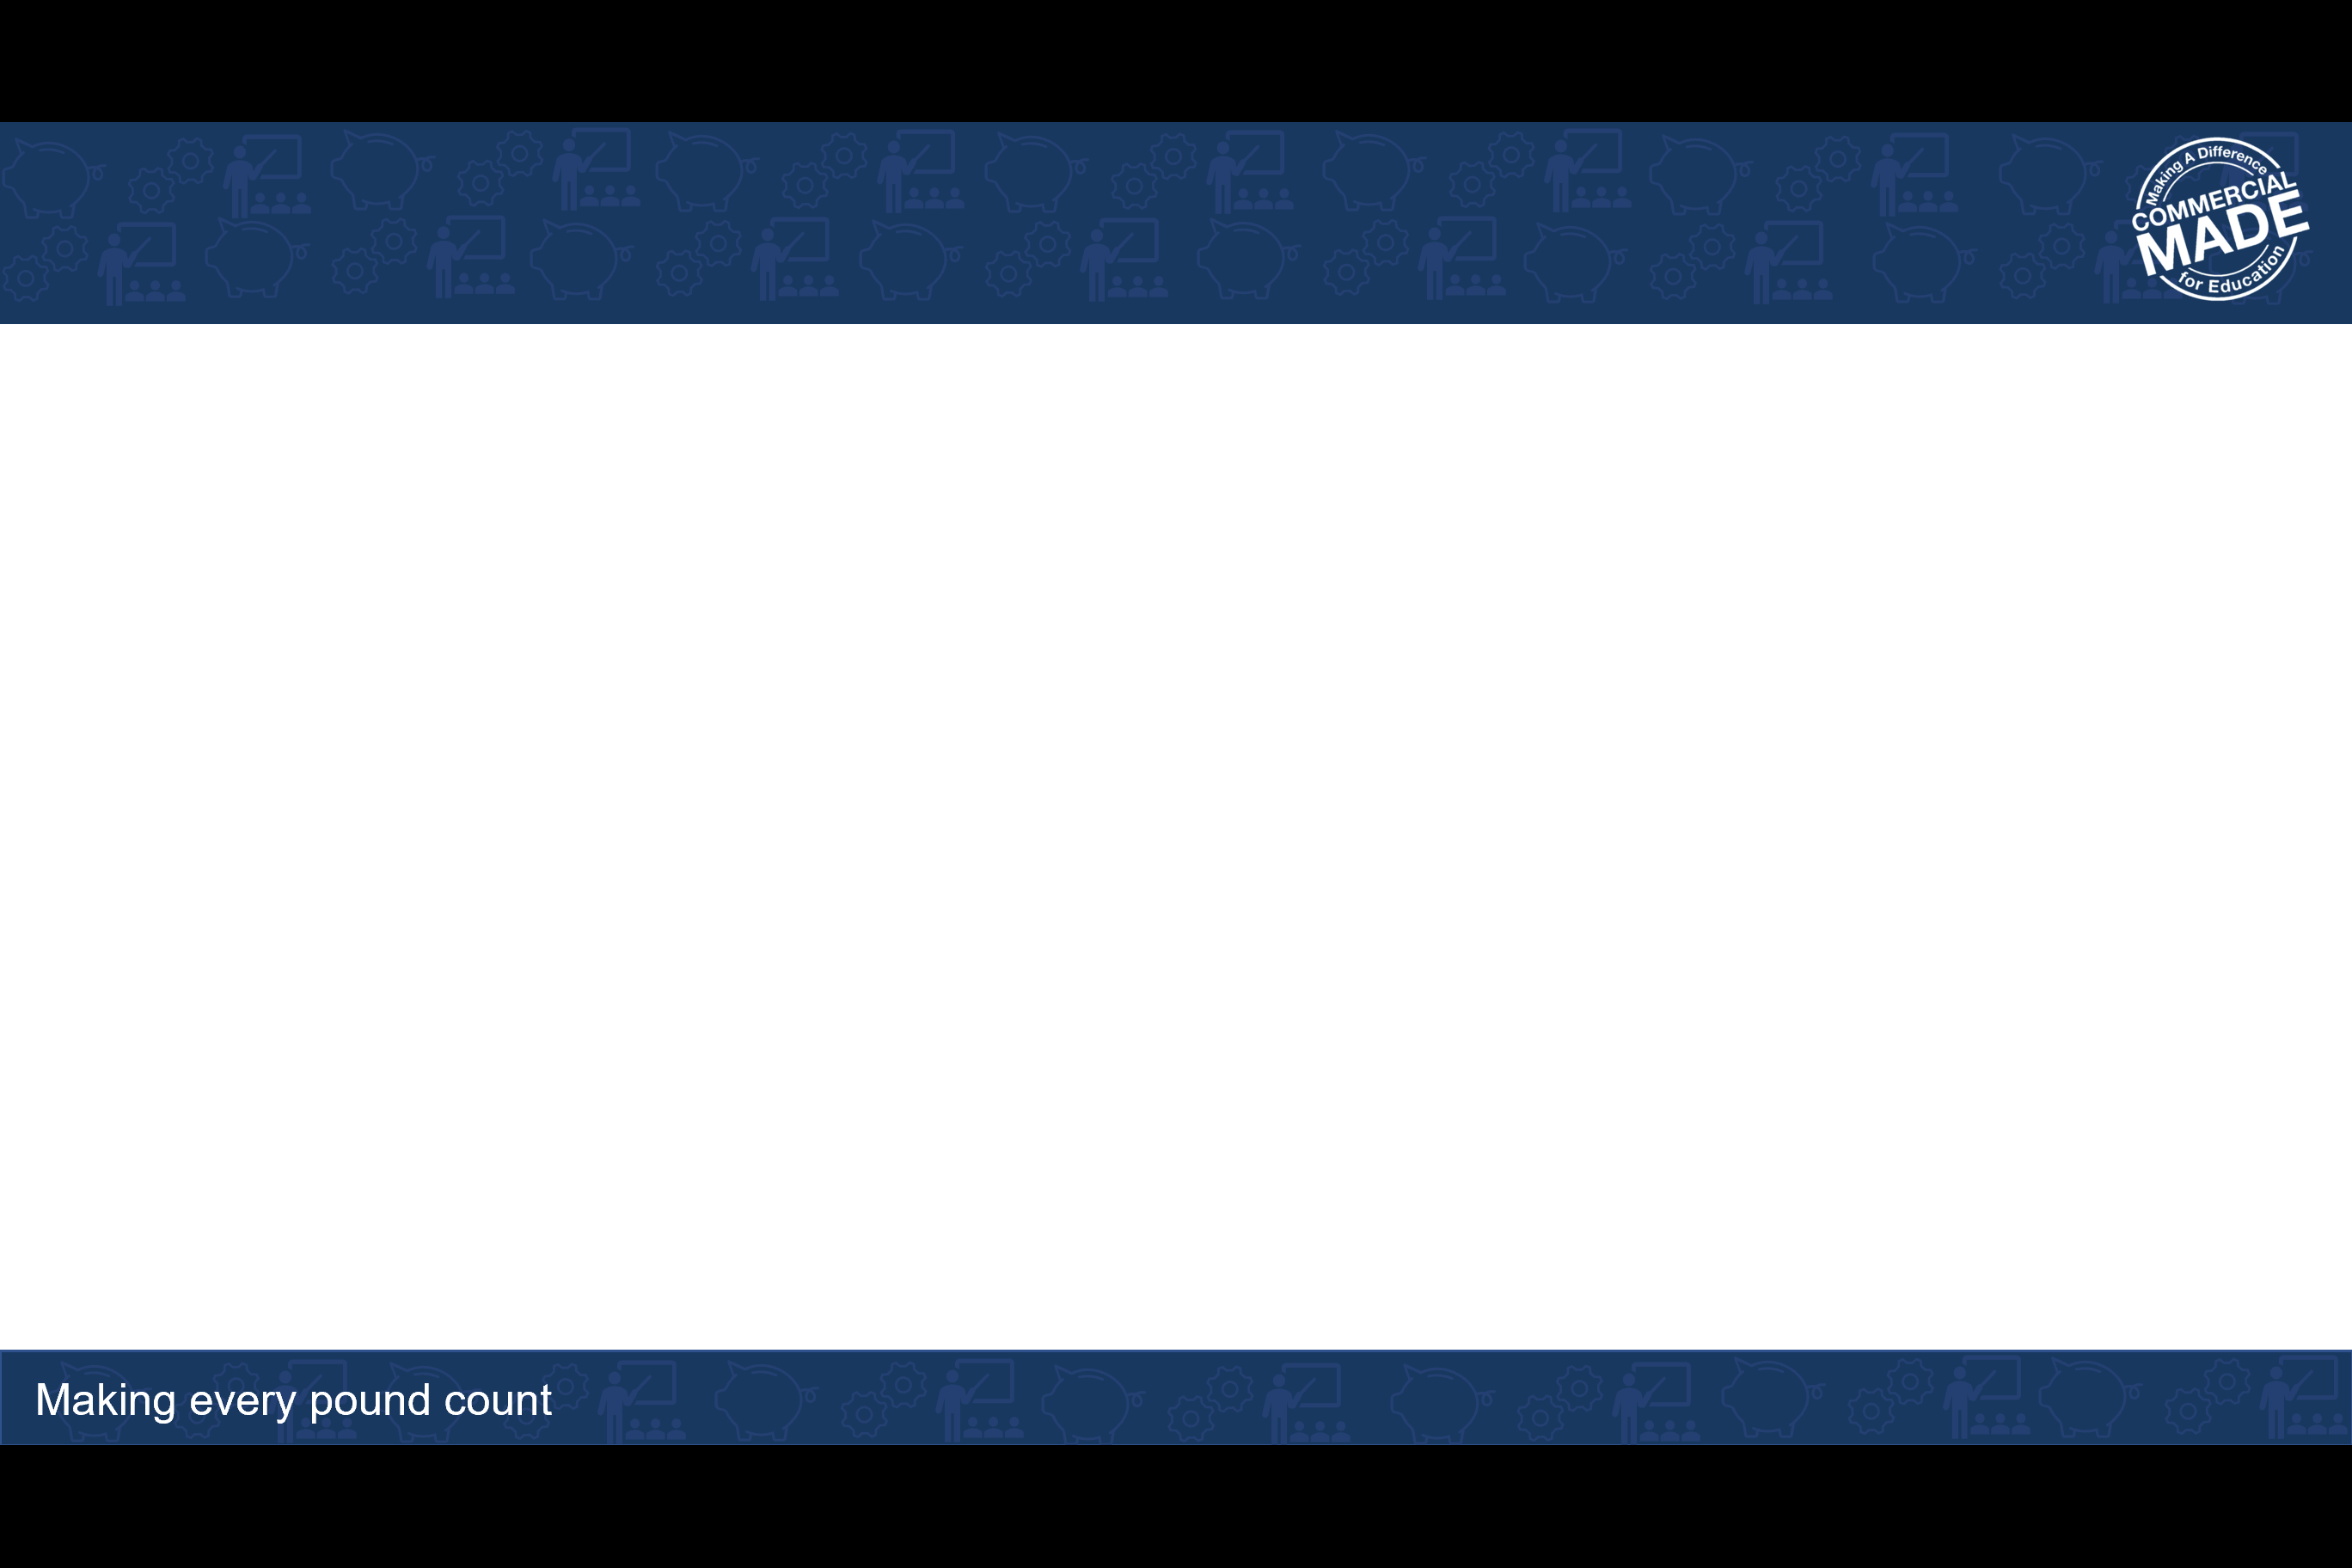 Making A Difference
COMMERCIAL
MADE
for Education
Making every pound count